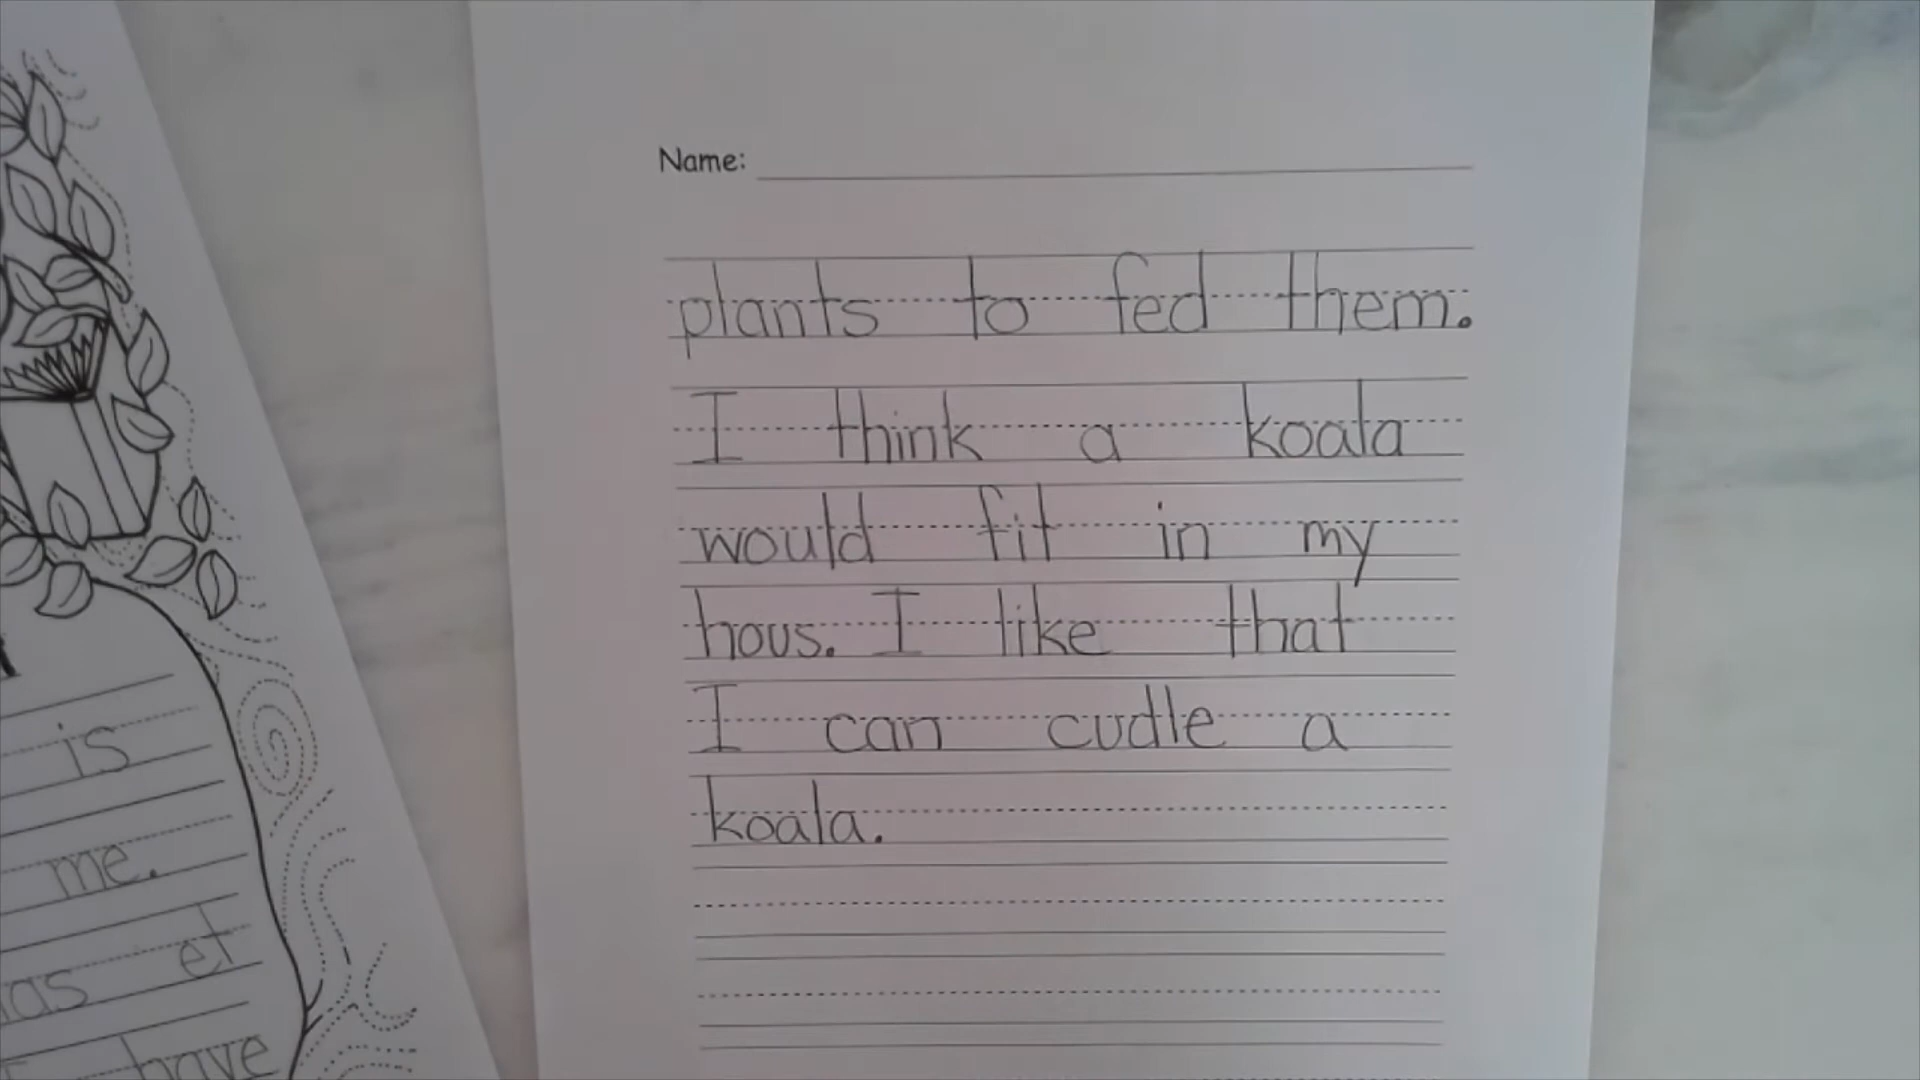 is
me.
et
have
Name:
plants to fed them.
I think a koala
would fit in my
hous. I like that
I can cudle a
koala.